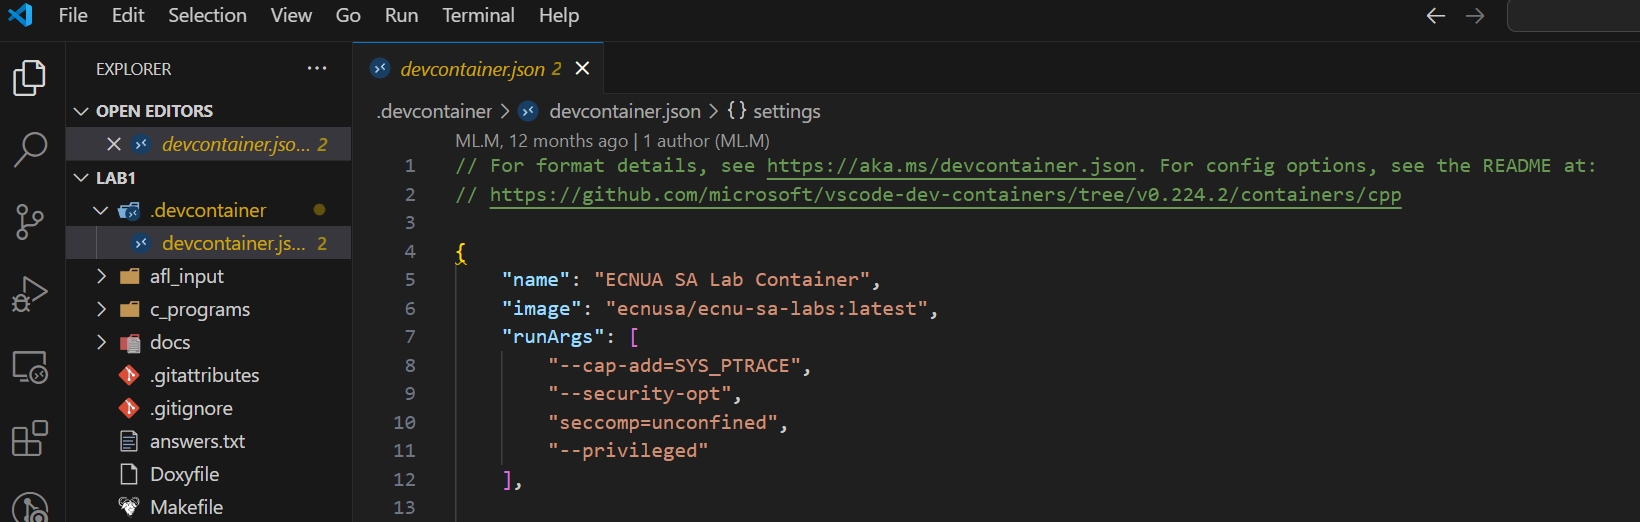 File Edit Selection View Go Run Terminal Help
EXPLORER ...
OPEN EDITORS
devcontainer.jso... 2
LAB1
.devcontainer
devcontainer.js... 2
afl_input
c_programs
docs
.gitattributes
.gitignore
answers.txt
Doxyfile
Makefile
devcontainer.json 2
.devcontainer > devcontainer.json > {} settings
ML.M, 12 months ago | 1 author (ML.M)
1 // For format details, see https://aka.ms/devcontainer.json. For config options, see the README at:
2 // https://github.com/microsoft/vscode-dev-containers/tree/v0.224.2/containers/cpp
3
4 {
5 "name": "ECNUA SA Lab Container",
6 "image": "ecnusa/ecnu-sa-labs:latest",
7 "runArgs": [
8 "--cap-add=SYS_PTRACE",
9 "--security-opt",
10 "seccomp=unconfined",
11 "--privileged"
12 ],
13